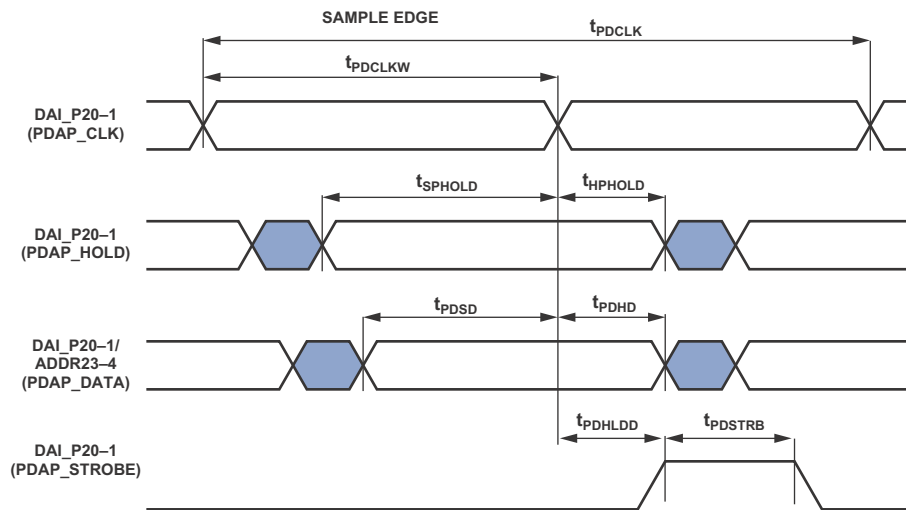 SAMPLE EDGE
tPDCLK
tPDCLKW
DAI_P20–1
(PDAP_CLK)
tSPHOLD
tHPHOLD
DAI_P20–1
(PDAP_HOLD)
tPDSD
tPDHD
DAI_P20–1/
ADDR23–4
(PDAP_DATA)
tPDHLDD
tPDSTRB
DAI_P20–1
(PDAP_STROBE)